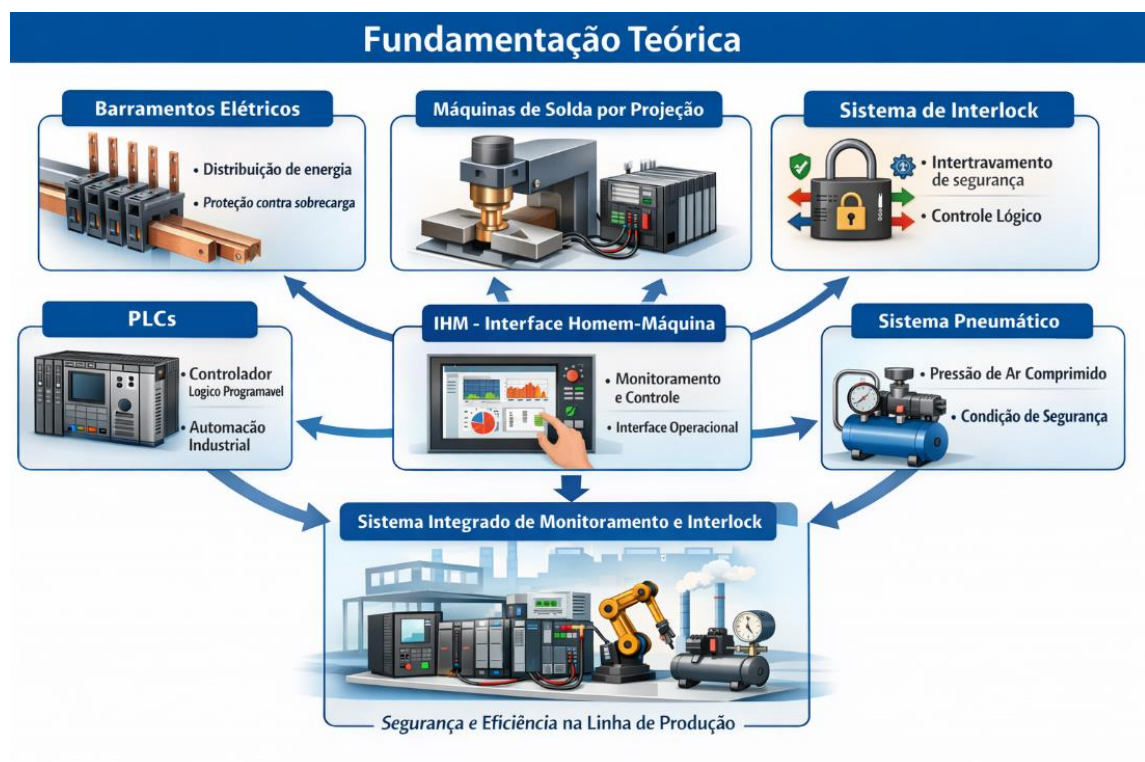 Fundamentação Teórica
Barramentos Elétricos
• Distribuição de energia
• Proteção contra sobrecarga
Máquinas de Solda por Projeção
Sistema de Interlock
• Intertravamento
de segurança
• Controle Lógico
PLCs
• Controlador
Logico Programavel
• Automacão
Industrial
IHM - Interface Homem-Máquina
• Monitoramento
e Controle
• Interface Operacional
Sistema Pneumático
• Pressão de Ar Comprimido
• Condição de Segurança
Sistema Integrado de Monitoramento e Interlock
Segurança e Eficiência na Linha de Produção